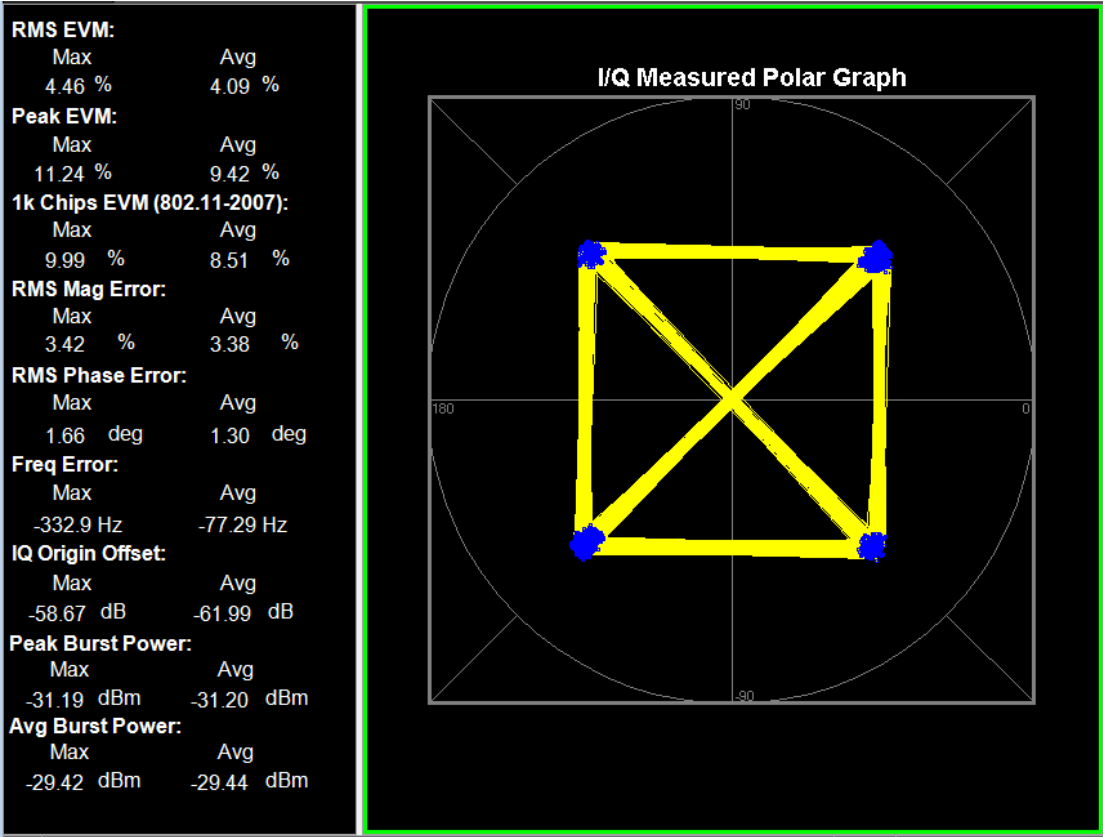 RMS EVM:
Max Avg
4.46 % 4.09 %
Peak EVM:
Max Avg
11.24 % 9.42 %
1k Chips EVM (802.11-2007):
Max Avg
9.99 % 8.51 %
RMS Mag Error:
Max Avg
3.42 % 3.38 %
RMS Phase Error:
Max Avg
1.66 deg 1.30 deg
Freq Error:
Max Avg
-332.9 Hz -77.29 Hz
IQ Origin Offset:
Max Avg
-58.67 dB -61.99 dB
Peak Burst Power:
Max Avg
-31.19 dBm -31.20 dBm
Avg Burst Power:
Max Avg
-29.42 dBm -29.44 dBm
I/Q Measured Polar Graph
90
180 0
-90